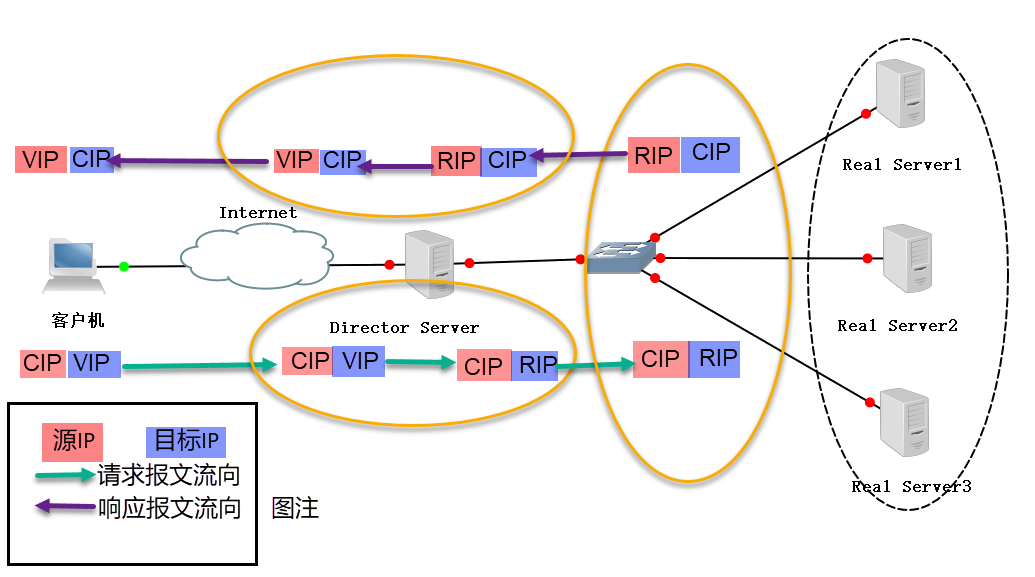 VIP CIP VIP CIP RIP CIP RIP CIP
Real Server1
Internet
客户机
Director Server
Real Server2
CIP VIP CIP VIP CIP RIP CIP RIP
源IP 目标IP
请求报文流向
响应报文流向 图注
Real Server3